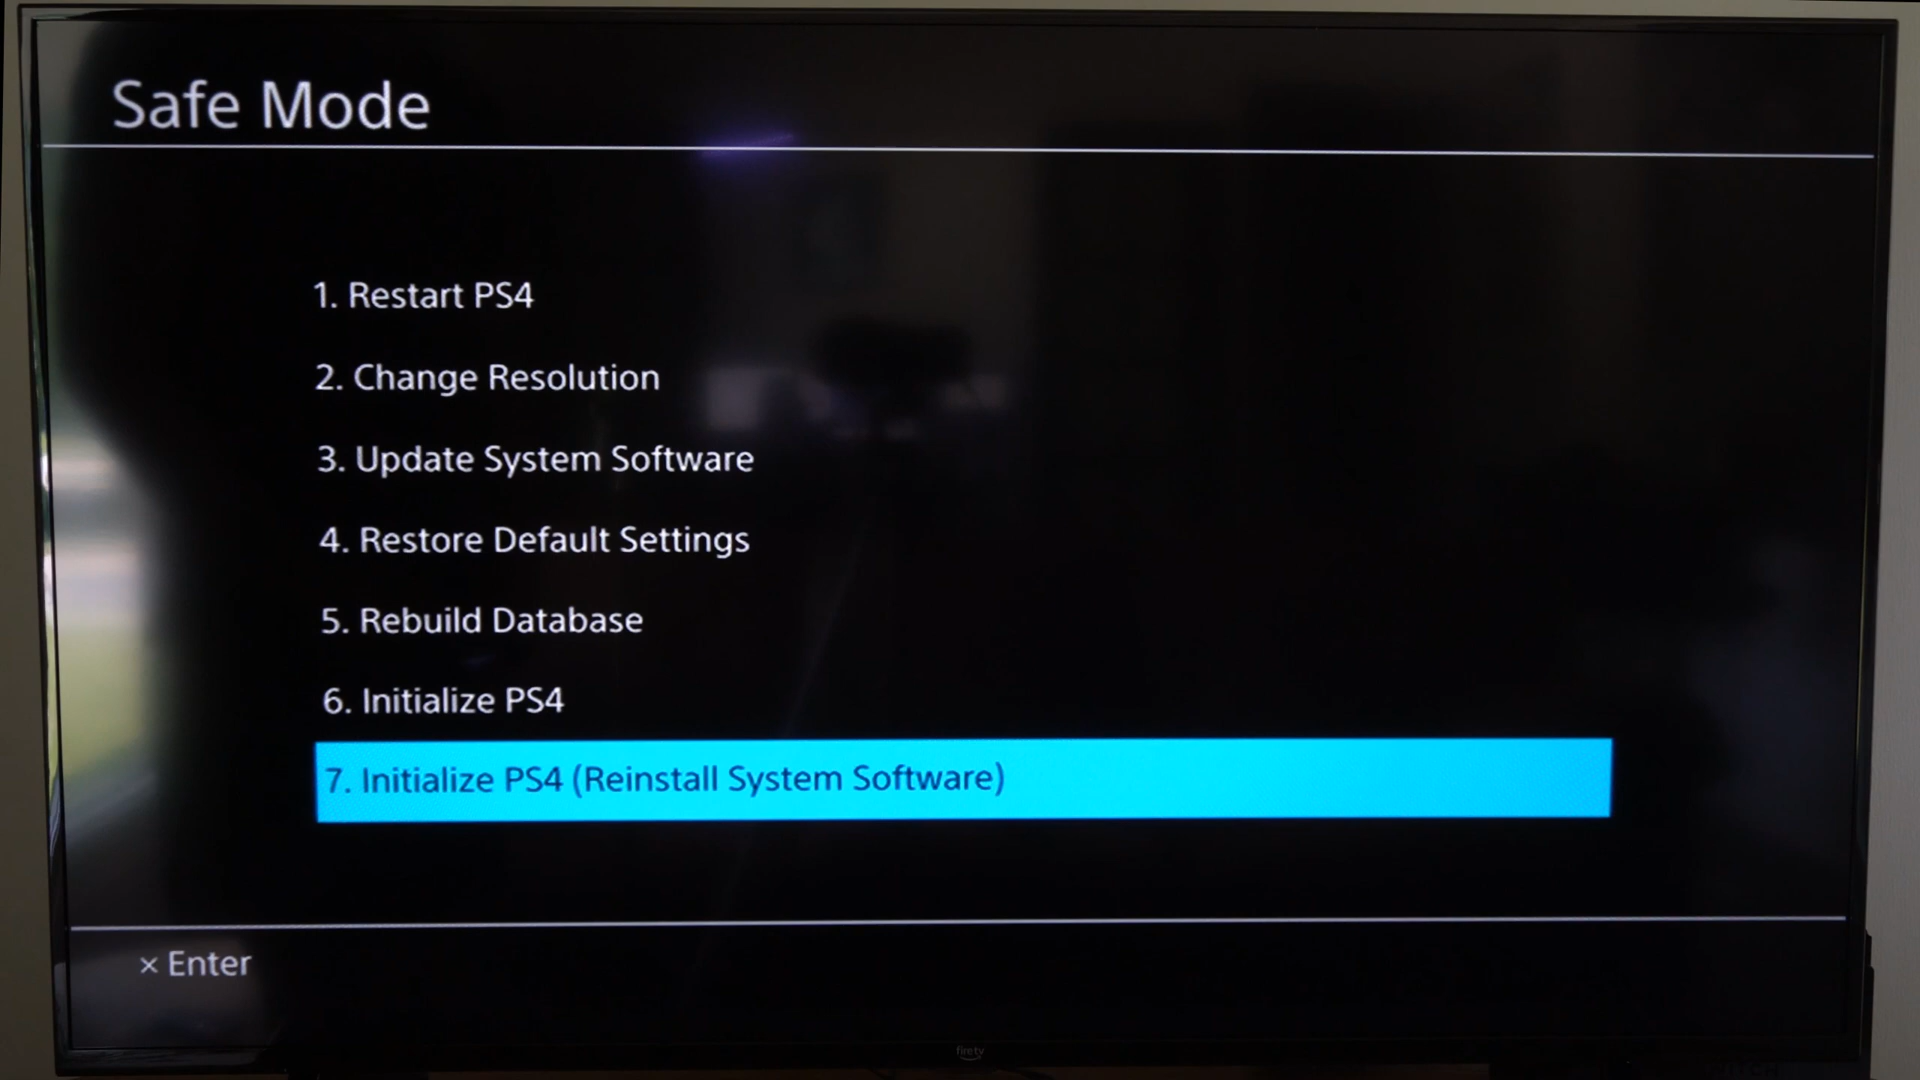 Safe Mode
1. Restart PS4
2. Change Resolution
3. Update System Software
4. Restore Default Settings
5. Rebuild Database
6. Initialize PS4
7. Initialize PS4 (Reinstall System Software)
× Enter
firetv